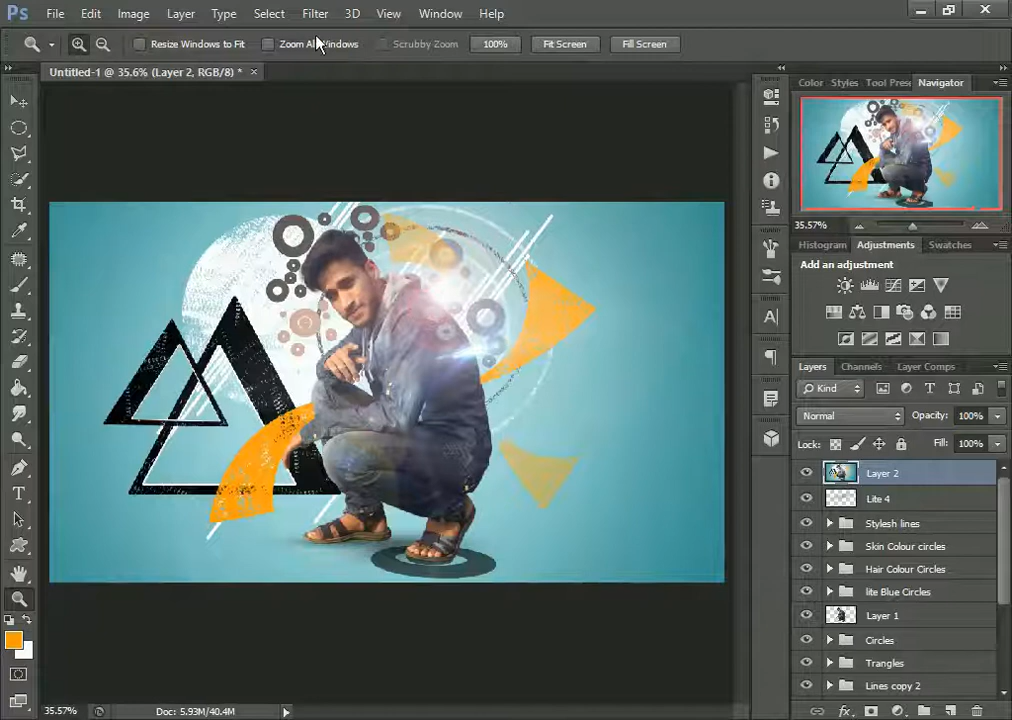 Ps File Edit Image Layer Type Select Filter 3D View Window Help
Resize Windows to Fit Zoom All Windows Scrubby Zoom 100% Fit Screen Fill Screen
Untitled-1 @ 35.6% (Layer 2, RGB/8) * ×
Color Styles Tool Pres Navigator
35.57%
Histogram Adjustments Swatches
Add an adjustment
Layers Channels Layer Comps
Kind
Normal Opacity: 100%
Lock: Fill: 100%
Layer 2
Lite 4
Stylesh lines
Skin Colour circles
Hair Colour Circles
lite Blue Circles
Layer 1
Circles
Trangles
Lines copy 2
35.57% Doc: 5.93M/40.4M